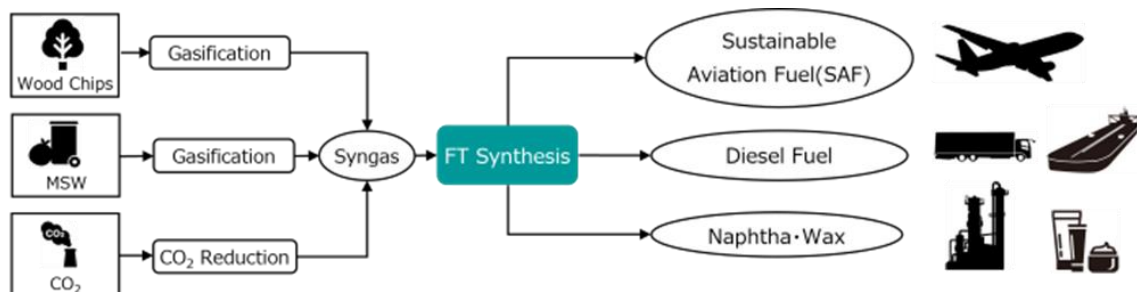 Wood Chips
Gasification
MSW
Gasification
CO₂
CO₂
CO₂ Reduction
Syngas
FT Synthesis
Sustainable
Aviation Fuel(SAF)
Diesel Fuel
Naphtha・Wax